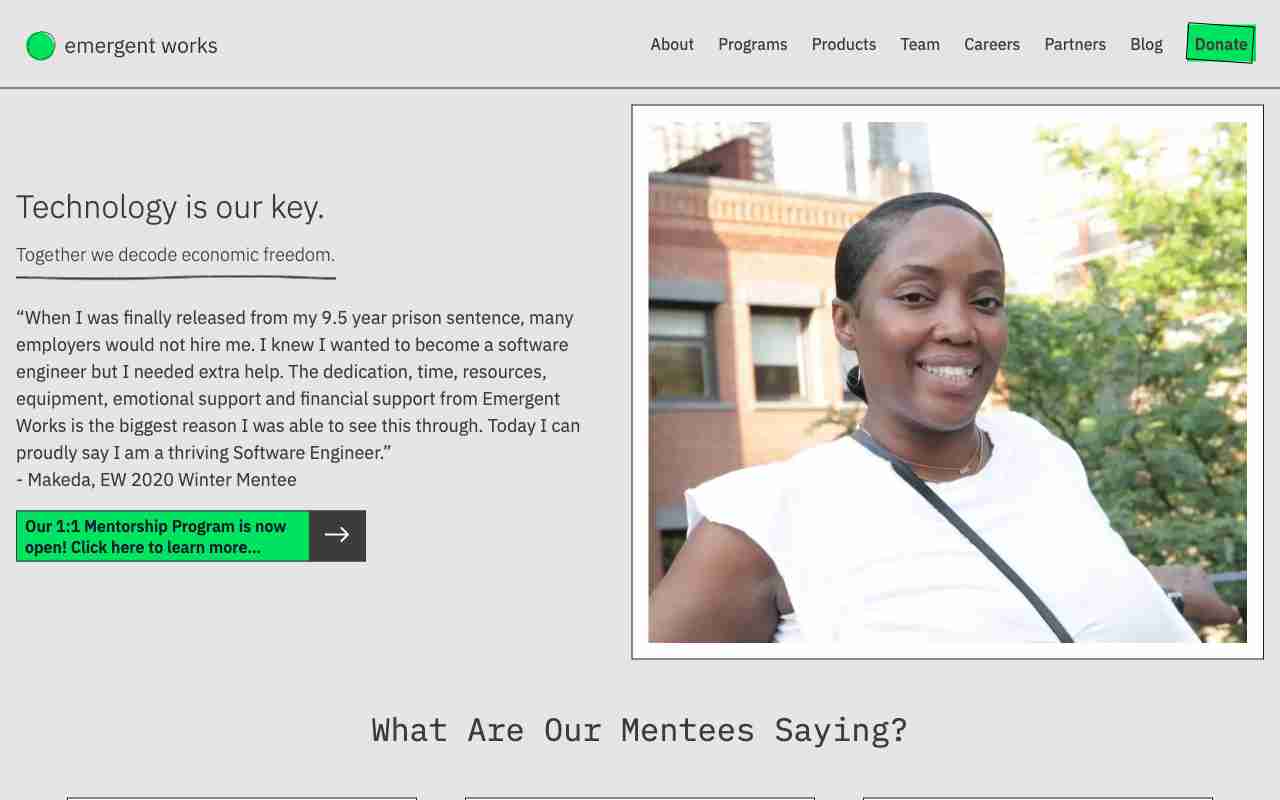 emergent works
About
Programs
Products
Team
Careers
Partners
Blog
Donate
Technology is our key.
Together we decode economic freedom.
“When I was finally released from my 9.5 year prison sentence, many
employers would not hire me. I knew I wanted to become a software
engineer but I needed extra help. The dedication, time, resources,
equipment, emotional support and financial support from Emergent
Works is the biggest reason I was able to see this through. Today I can
proudly say I am a thriving Software Engineer.”
- Makeda, EW 2020 Winter Mentee
Our 1:1 Mentorship Program is now
open! Click here to learn more...
What Are Our Mentees Saying?